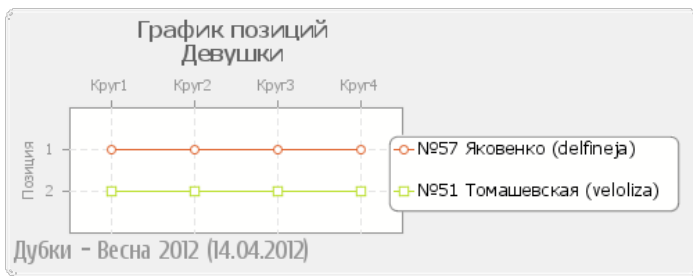 График позиций
Девушки
Круг1 Круг2 Круг3 Круг4
Позиция
1
№57 Яковенко (delfineja)
2
№51 Томашевская (veloliza)
Дубки - Весна 2012 (14.04.2012)